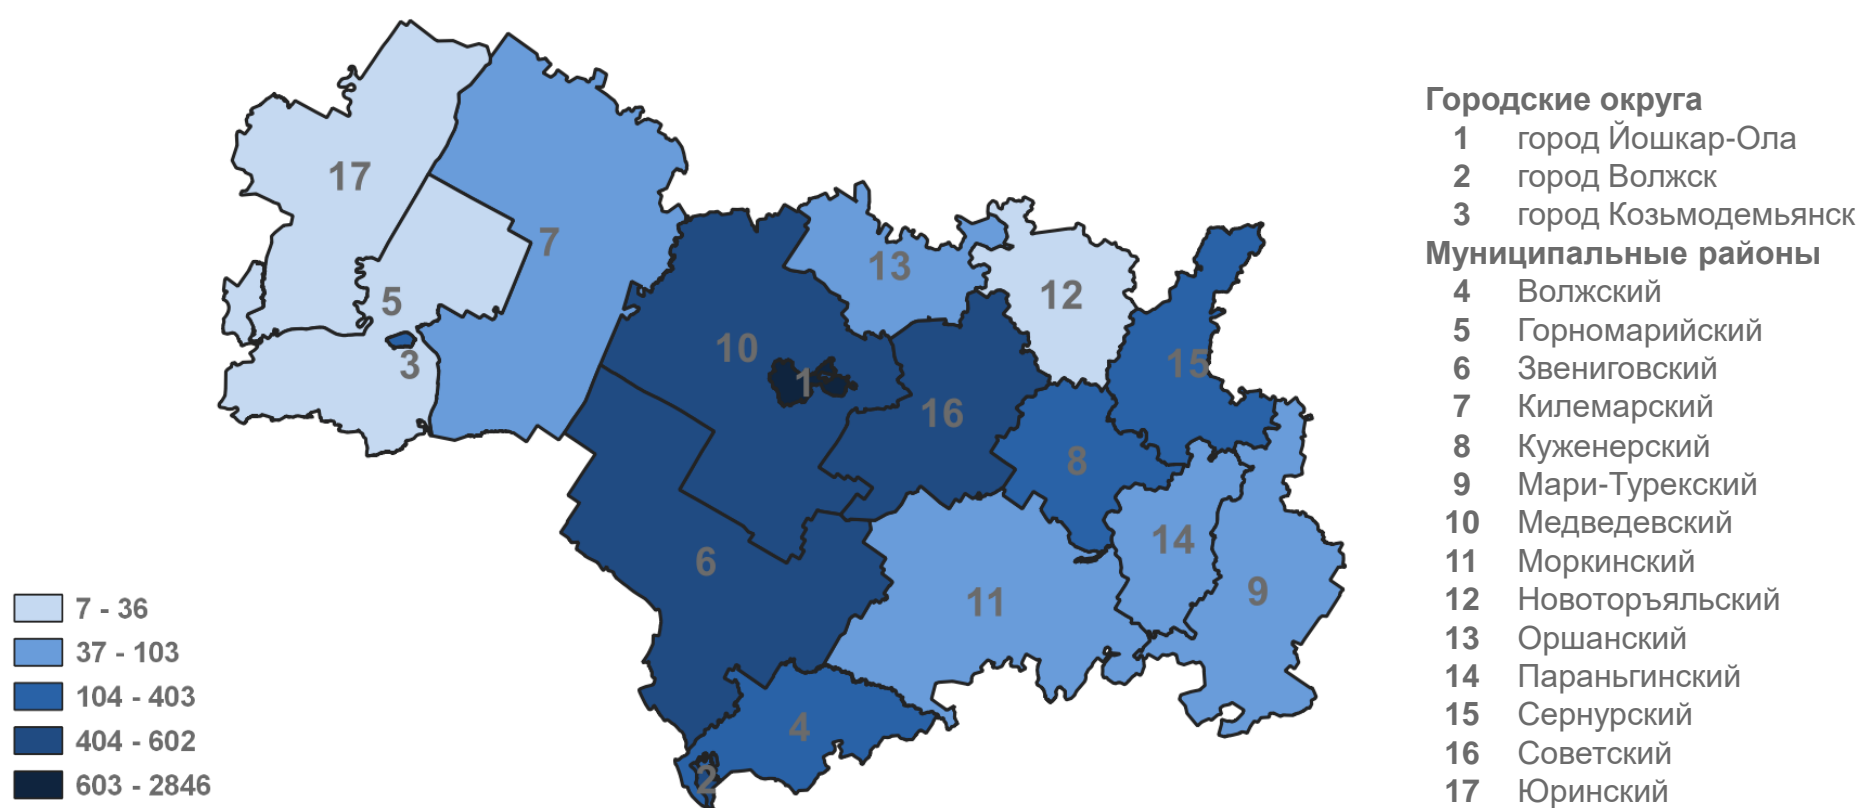 17
7
13
12
5
3
10
1
15
16
8
14
6
11
9
4
2
7 - 36
37 - 103
104 - 403
404 - 602
603 - 2846
Городские округа
1 город Йошкар-Ола
2 город Волжск
3 город Козьмодемьянск
Муниципальные районы
4 Волжский
5 Горномарийский
6 Звениговский
7 Килемарский
8 Куженерский
9 Мари-Турекский
10 Медведевский
11 Моркинский
12 Новоторъяльский
13 Оршанский
14 Параньгинский
15 Сернурский
16 Советский
17 Юринский